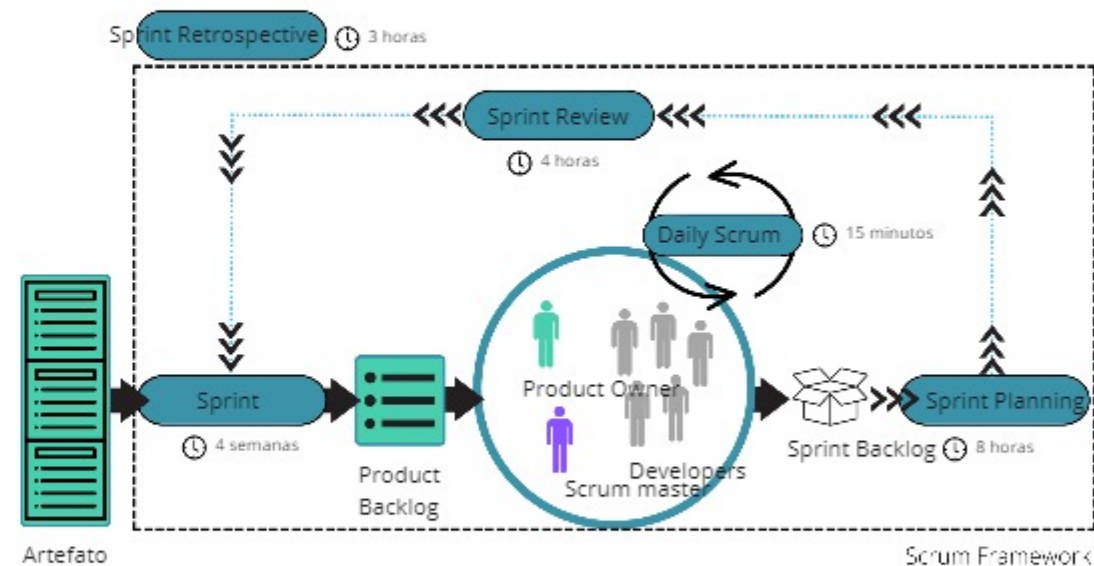 Sprint Retrospective
3 horas
Sprint Review
4 horas
Daily Scrum
15 minutos
Product Owner
Sprint
Sprint Planning
4 semanas
Sprint Backlog
8 horas
Product
Backlog
Developers
Scrum master
Artefato
Scrum Framework